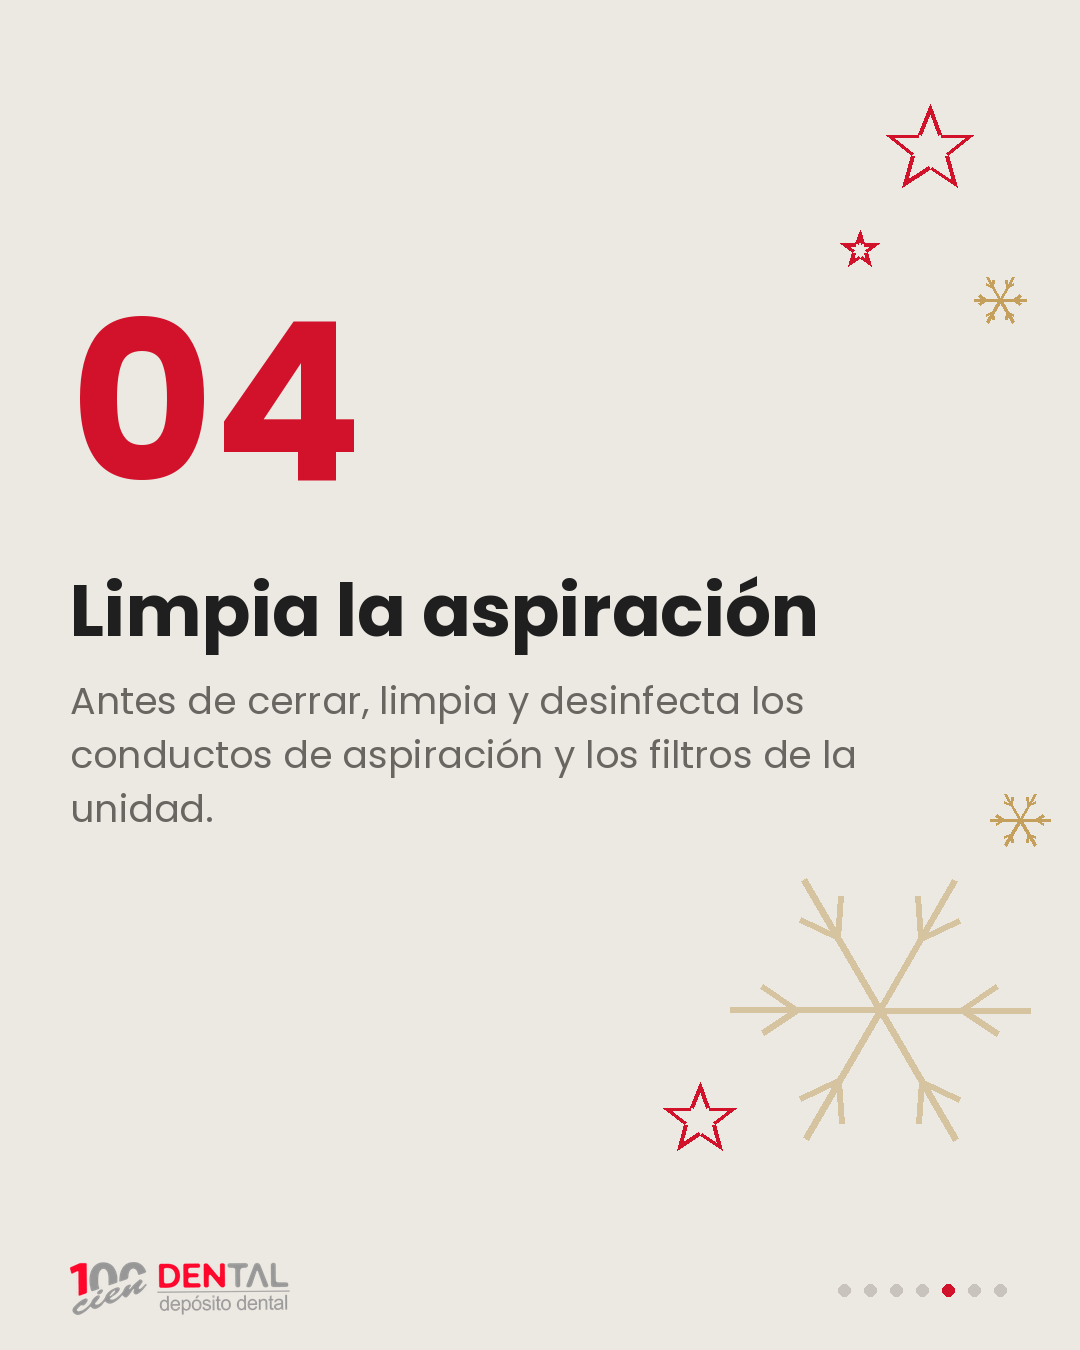 04
Limpia la aspiración
Antes de cerrar, limpia y desinfecta los
conductos de aspiración y los filtros de la
unidad.
100 DENTAL
cien depósito dental